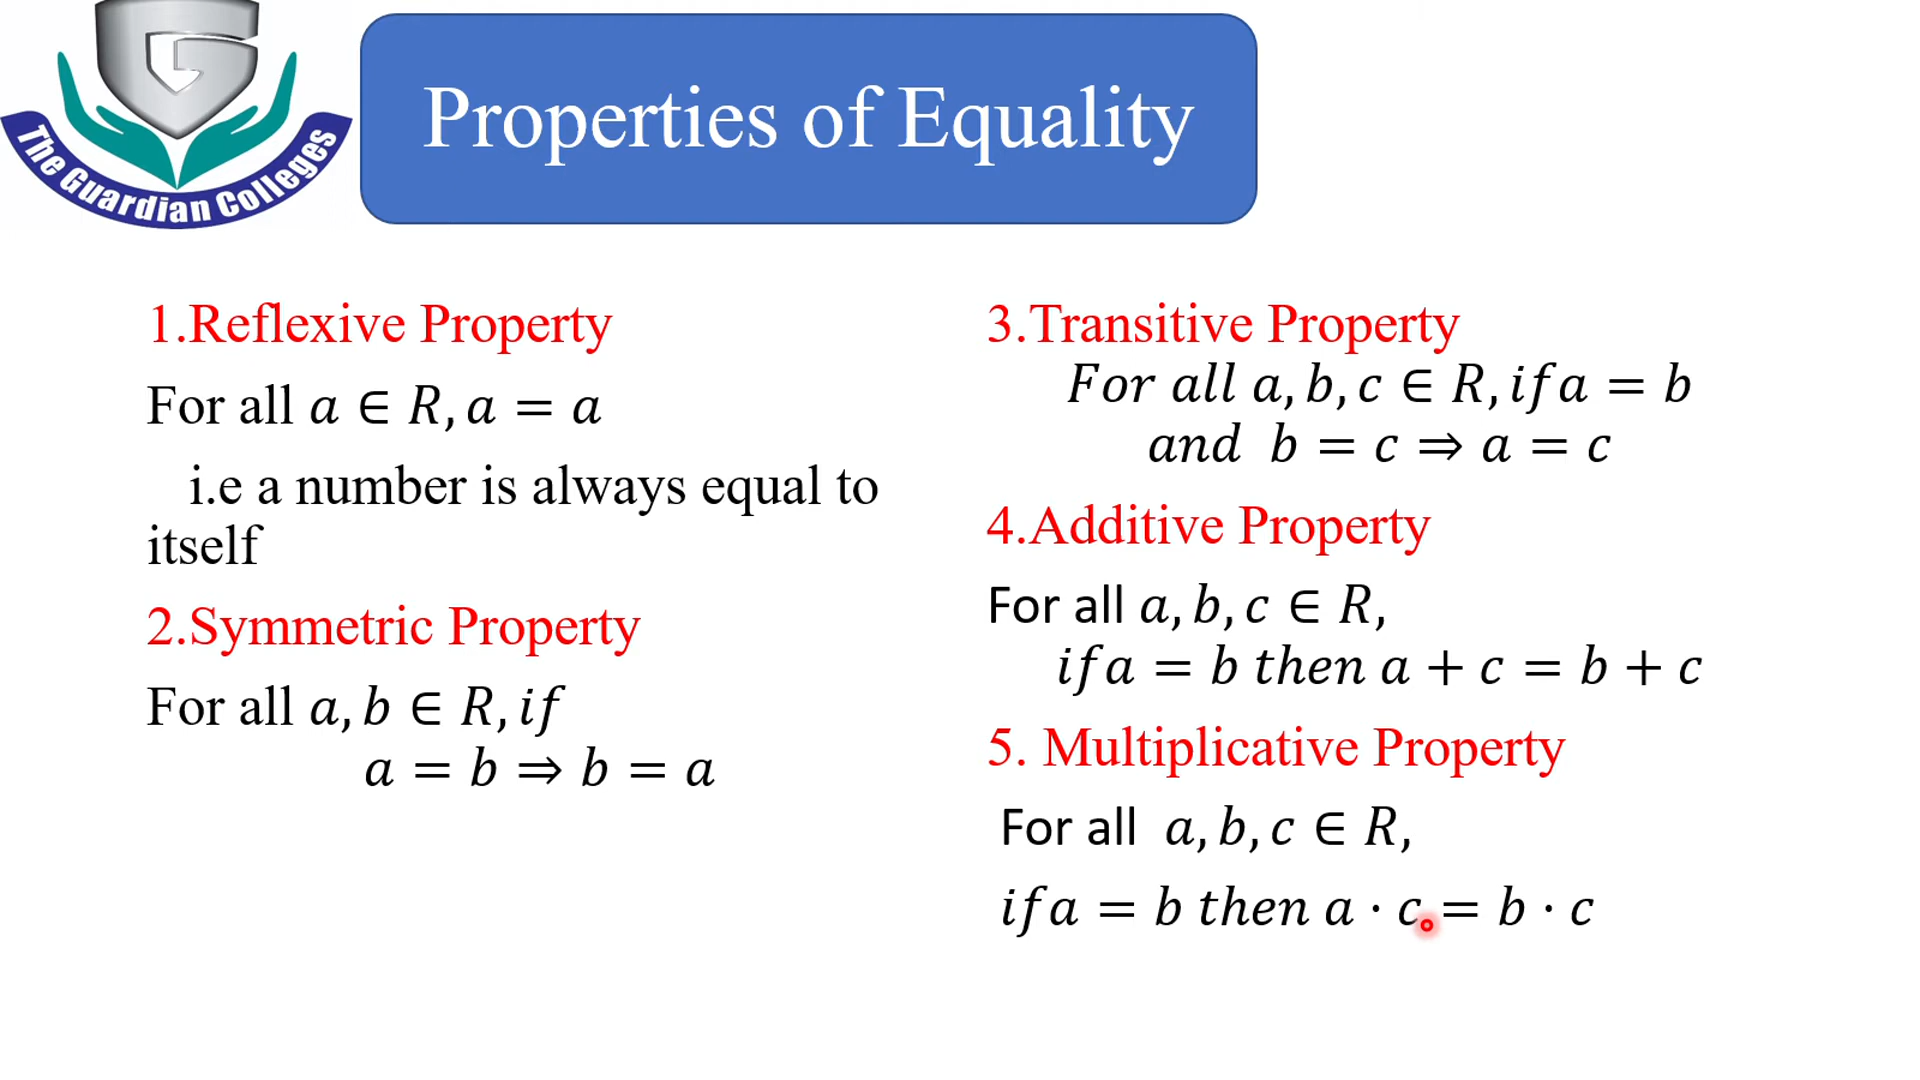 The Guardian Colleges
Properties of Equality
1.Reflexive Property
For all a ∈ R, a = a
i.e a number is always equal to
itself
2.Symmetric Property
For all a, b ∈ R, if
a = b ⇒ b = a
3.Transitive Property
For all a, b, c ∈ R, if a = b
and b = c ⇒ a = c
4.Additive Property
For all a, b, c ∈ R,
if a = b then a + c = b + c
5. Multiplicative Property
For all a, b, c ∈ R,
if a = b then a · c = b · c